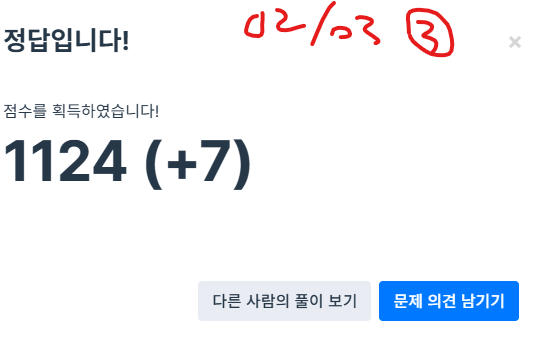 02/03 ③
정답입니다!
×
점수를 획득하였습니다!
1124 (+7)
다른 사람의 풀이 보기
문제 의견 남기기